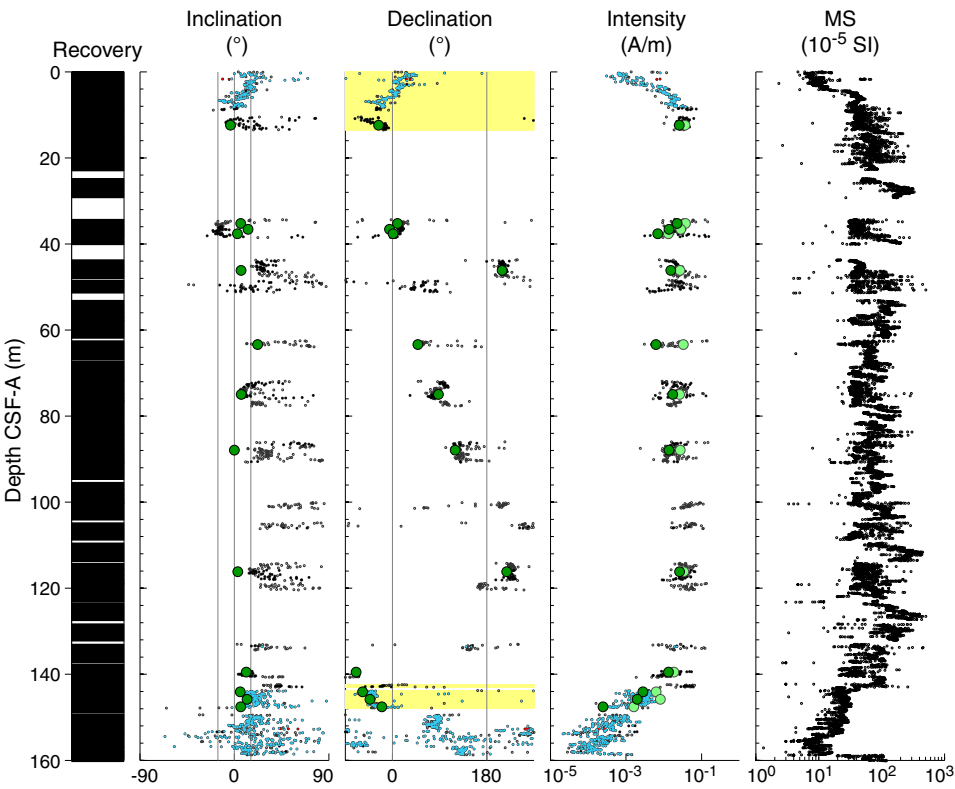 Inclination Declination Intensity MS
Recovery (°) (°) (A/m) (10⁻⁵ SI)
0
20
40
60
80
100
120
140
160
Depth CSF-A (m)
-90 0 90 0 180 10⁻⁵ 10⁻³ 10⁻¹ 10⁰ 10¹ 10² 10³